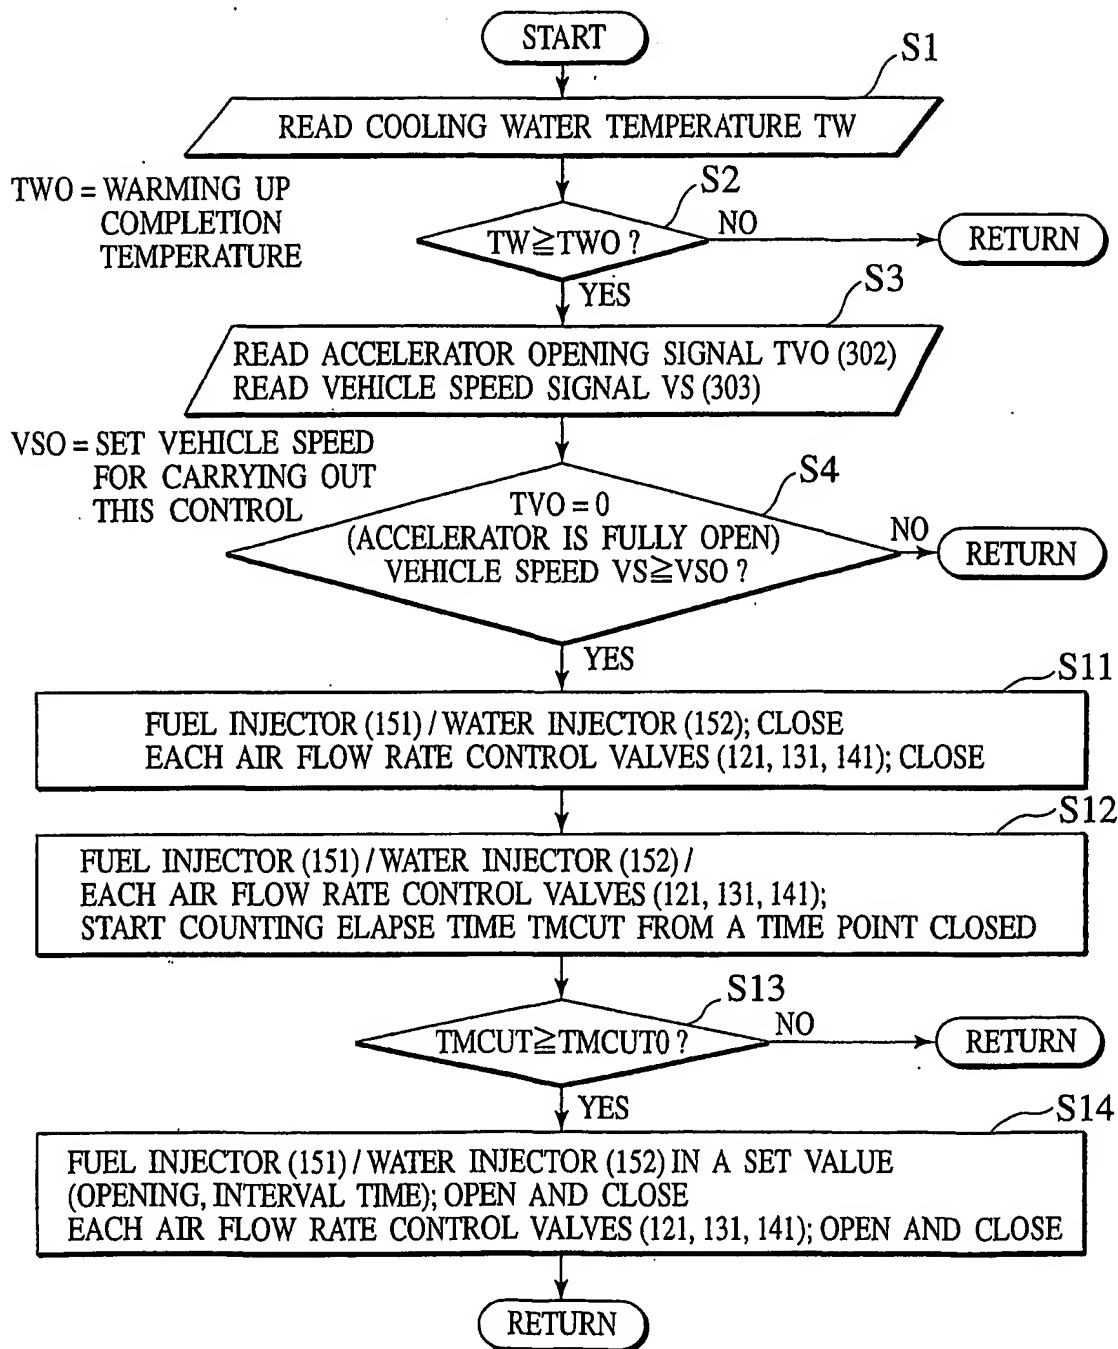 START
S1
READ COOLING WATER TEMPERATURE TW
TWO = WARMING UP
COMPLETION
TEMPERATURE
S2
TW≧TWO ?
NO
RETURN
YES
S3
READ ACCELERATOR OPENING SIGNAL TVO (302)
READ VEHICLE SPEED SIGNAL VS (303)
VSO = SET VEHICLE SPEED
FOR CARRYING OUT
THIS CONTROL
S4
TVO = 0
(ACCELERATOR IS FULLY OPEN)
VEHICLE SPEED VS≧VSO ?
NO
RETURN
YES
S11
FUEL INJECTOR (151) / WATER INJECTOR (152); CLOSE
EACH AIR FLOW RATE CONTROL VALVES (121, 131, 141); CLOSE
S12
FUEL INJECTOR (151) / WATER INJECTOR (152) /
EACH AIR FLOW RATE CONTROL VALVES (121, 131, 141);
START COUNTING ELAPSE TIME TMCUT FROM A TIME POINT CLOSED
S13
TMCUT≧TMCUT0 ?
NO
RETURN
YES
S14
FUEL INJECTOR (151) / WATER INJECTOR (152) IN A SET VALUE
(OPENING, INTERVAL TIME); OPEN AND CLOSE
EACH AIR FLOW RATE CONTROL VALVES (121, 131, 141); OPEN AND CLOSE
RETURN